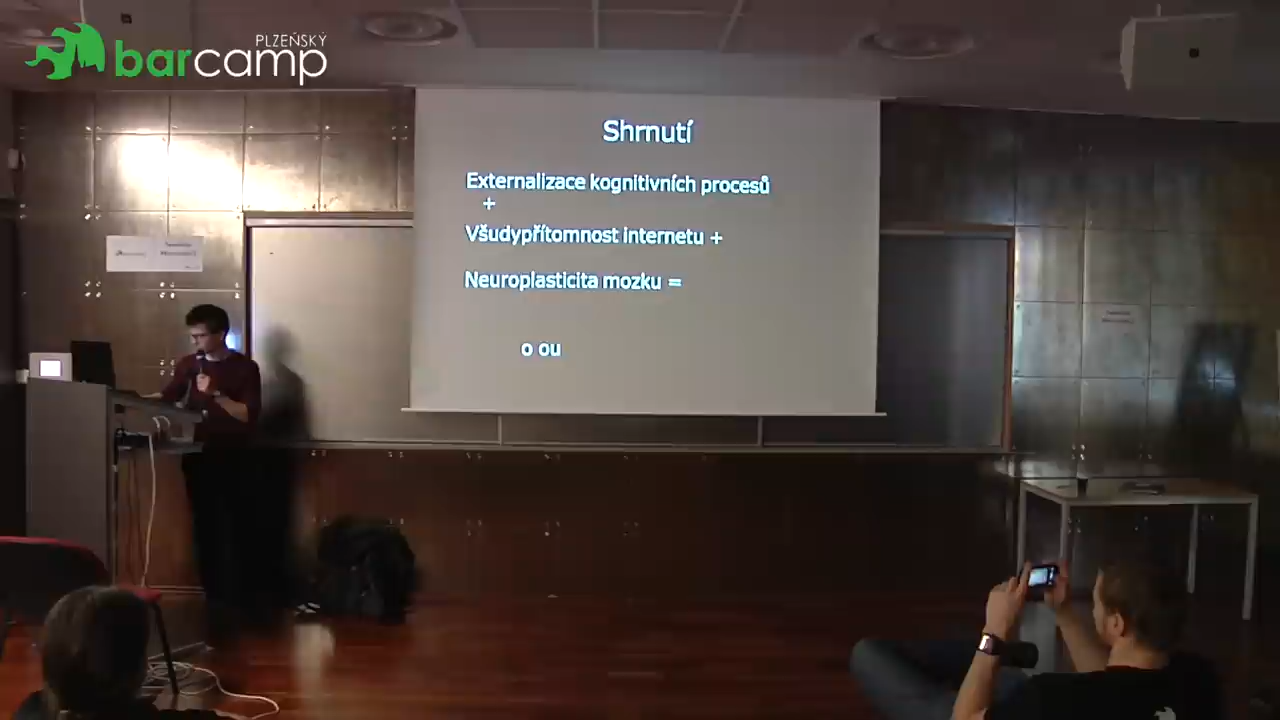 PLZEŇSKÝ
barcamp
Shrnutí
Externalizace kognitivních procesů
+
Všudypřítomnost internetu +
Neuroplasticita mozku =
o ou